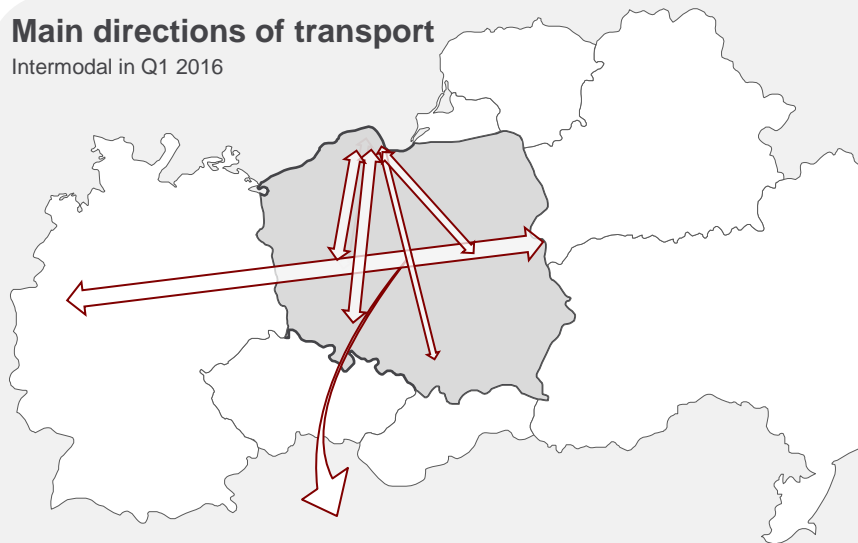 Main directions of transport
Intermodal in Q1 2016